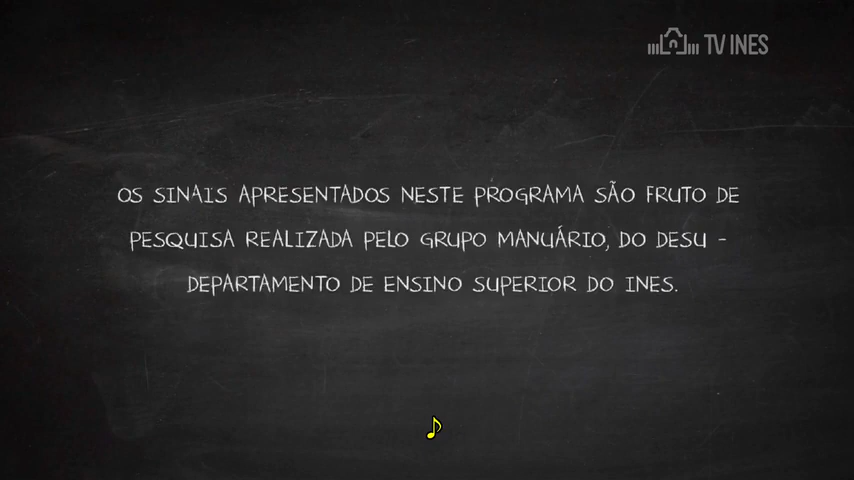 TV INES
OS SINAIS APRESENTADOS NESTE PROGRAMA SÃO FRUTO DE
PESQUISA REALIZADA PELO GRUPO MANUÁRIO, DO DESU -
DEPARTAMENTO DE ENSINO SUPERIOR DO INES.